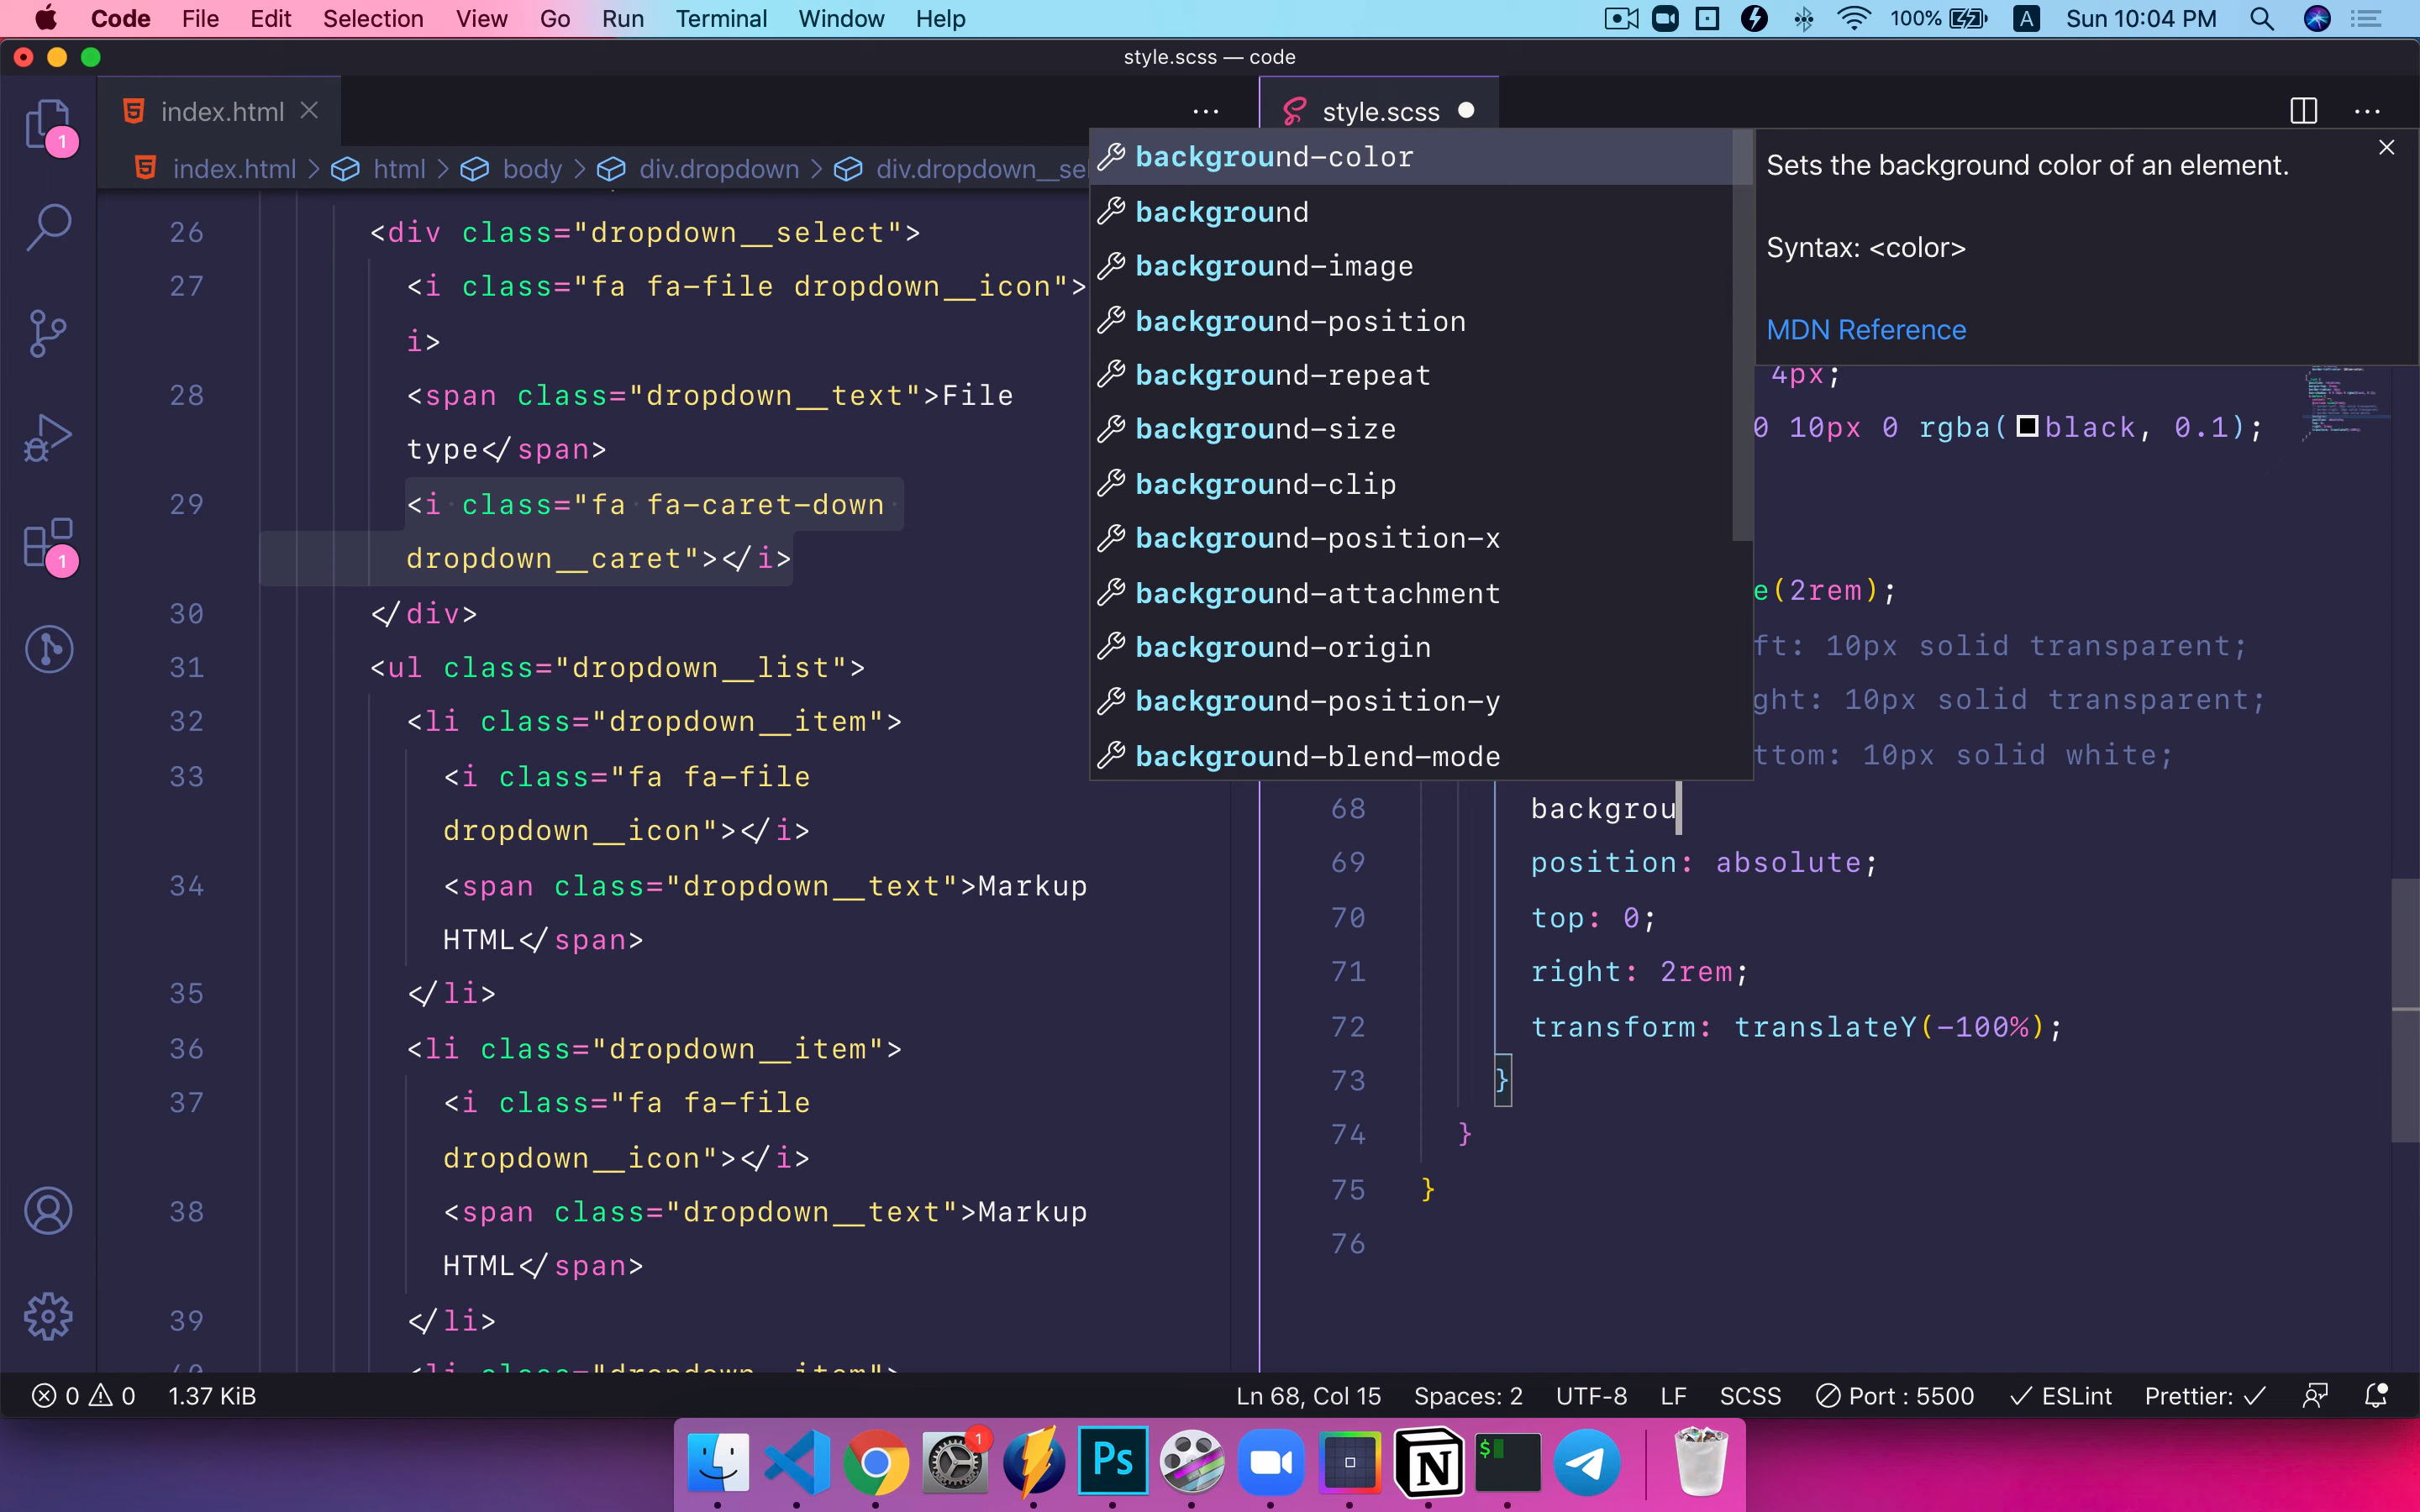 Code File Edit Selection View Go Run Terminal Window Help
100% A Sun 10:04 PM
style.scss — code
index.html
style.scss
index.html > html > body > div.dropdown > div.dropdown__se
26 <div class="dropdown__select">
27 <i class="fa fa-file dropdown__icon">
i>
28 <span class="dropdown__text">File
type</span>
29 <i class="fa fa-caret-down
dropdown__caret"></i>
30 </div>
31 <ul class="dropdown__list">
32 <li class="dropdown__item">
33 <i class="fa fa-file
dropdown__icon"></i>
34 <span class="dropdown__text">Markup
HTML</span>
35 </li>
36 <li class="dropdown__item">
37 <i class="fa fa-file
dropdown__icon"></i>
38 <span class="dropdown__text">Markup
HTML</span>
39 </li>
background-color
background
background-image
background-position
background-repeat
background-size
background-clip
background-position-x
background-attachment
background-origin
background-position-y
background-blend-mode
Sets the background color of an element.
Syntax: <color>
MDN Reference
4px;
0 10px 0 rgba(black, 0.1);
e(2rem);
ft: 10px solid transparent;
ght: 10px solid transparent;
ttom: 10px solid white;
68 backgrou
69 position: absolute;
70 top: 0;
71 right: 2rem;
72 transform: translateY(-100%);
73 }
74 }
75 }
76
1
1
0 0 1.37 KiB Ln 68, Col 15 Spaces: 2 UTF-8 LF SCSS Port : 5500 ESLint Prettier:
1
Ps
N
$